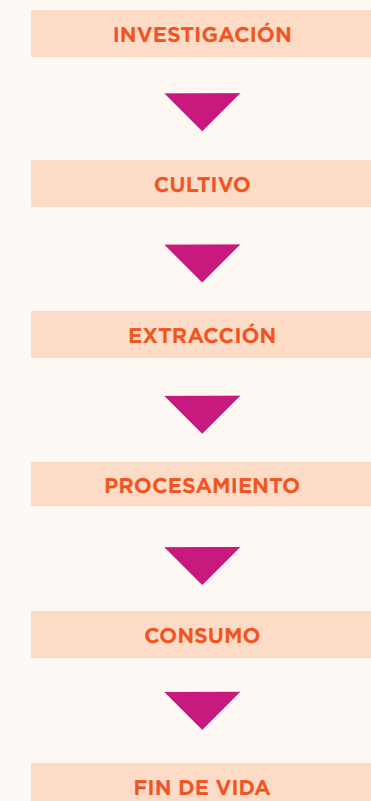 INVESTIGACIÓN
CULTIVO
EXTRACCIÓN
PROCESAMIENTO
CONSUMO
FIN DE VIDA